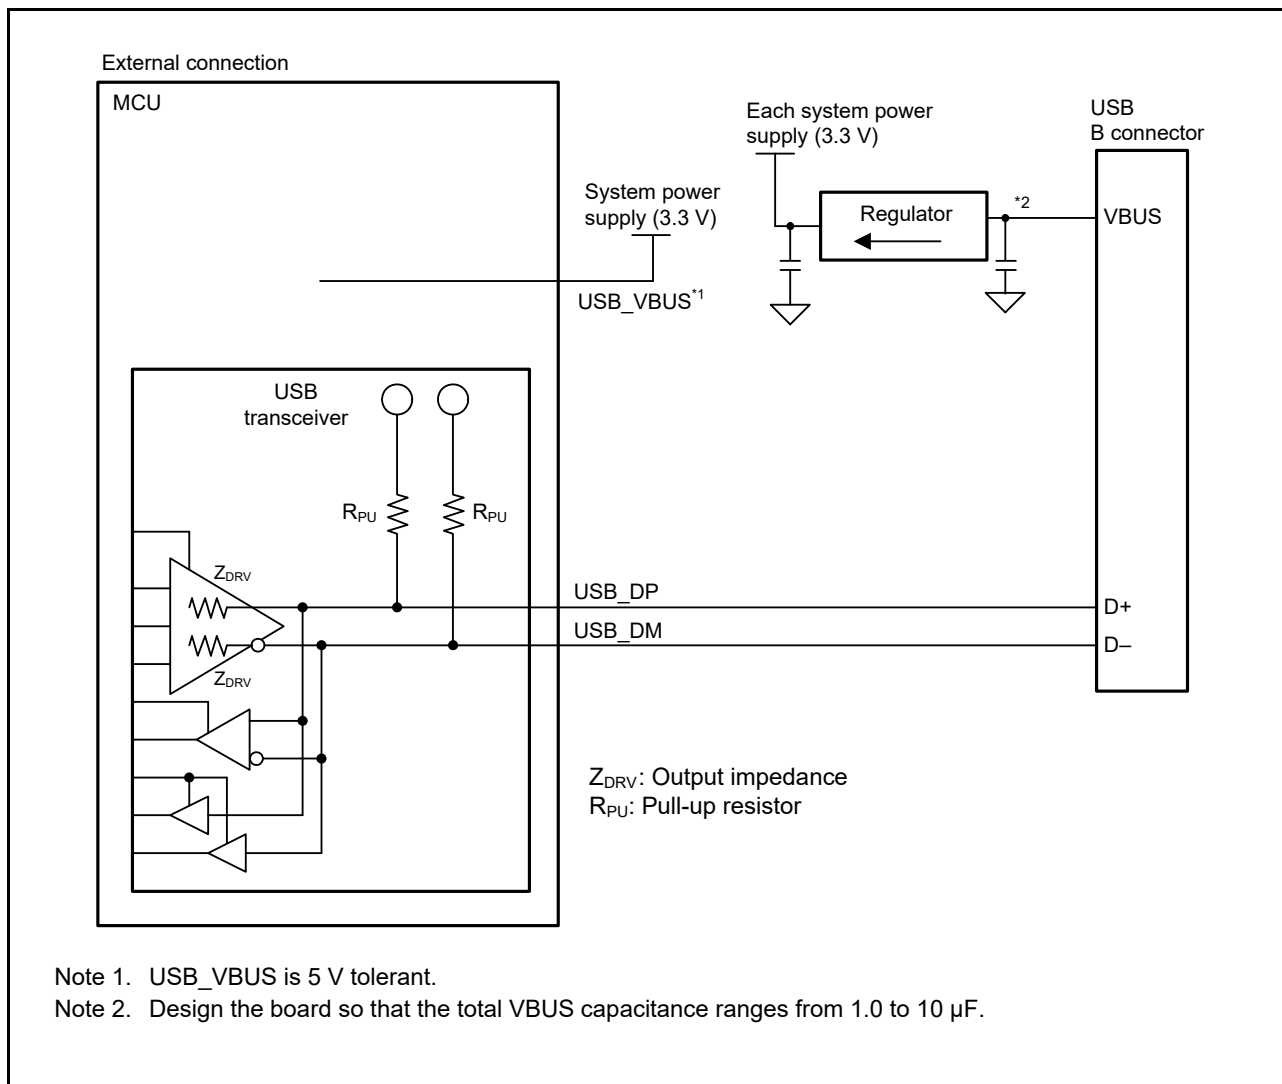 External connection
MCU
Each system power
supply (3.3 V)
USB
B connector
System power
supply (3.3 V)
Regulator
*2
VBUS
USB_VBUS*1
USB
transceiver
RPU
RPU
ZDRV
USB_DP
D+
USB_DM
D–
ZDRV
ZDRV: Output impedance
RPU: Pull-up resistor
Note 1. USB_VBUS is 5 V tolerant.
Note 2. Design the board so that the total VBUS capacitance ranges from 1.0 to 10 μF.